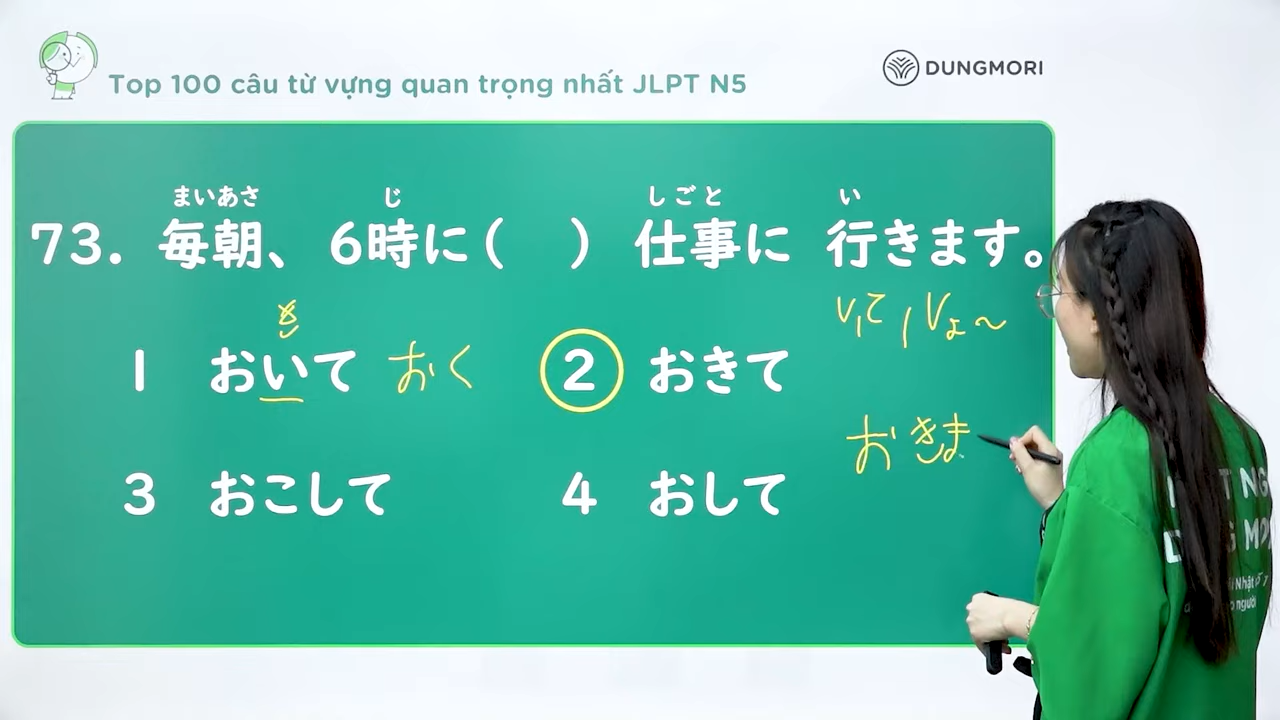 Top 100 câu từ vựng quan trọng nhất JLPT N5
DUNGMORI
まいあさ じ しごと い
73. 毎朝、6時に( ) 仕事に 行きます。
き
V1て, V2~
1 おいて おく 2 おきて
おきま
3 おこして 4 おして